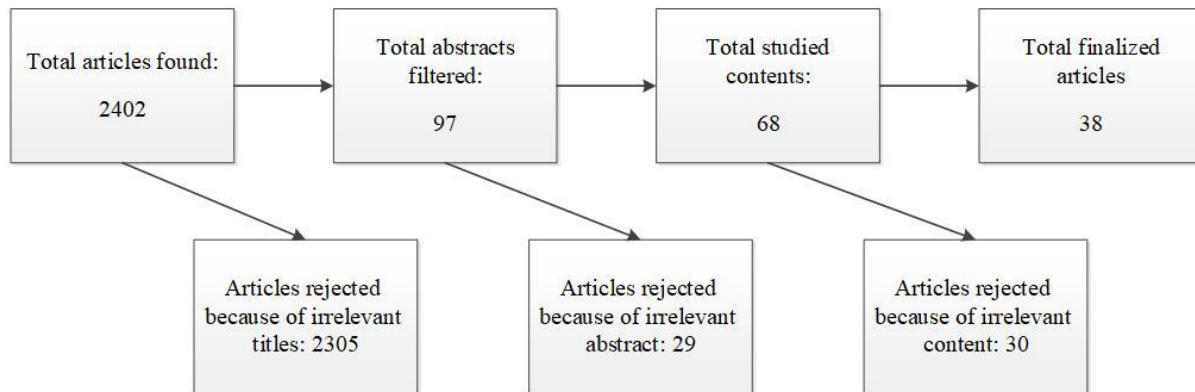 Total articles found:
2402
Total abstracts
filtered:
97
Total studied
contents:
68
Total finalized
articles
38
Articles rejected
because of irrelevant
titles: 2305
Articles rejected
because of irrelevant
abstract: 29
Articles rejected
because of irrelevant
content: 30